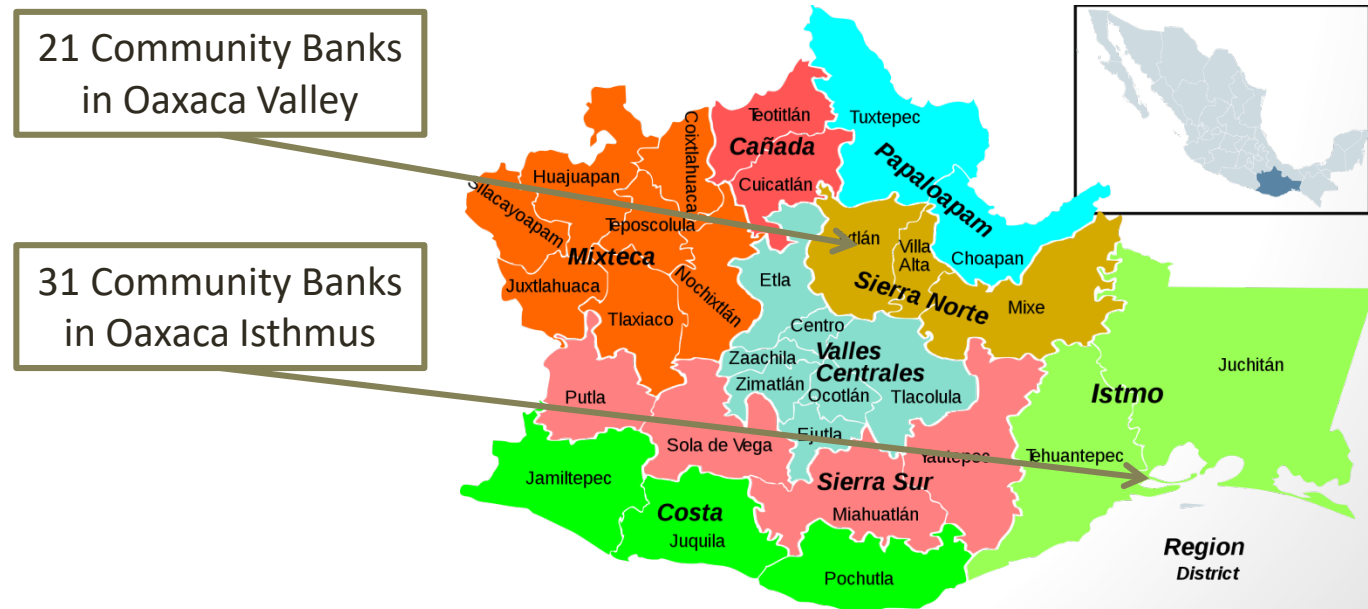 21 Community Banks
in Oaxaca Valley
31 Community Banks
in Oaxaca Isthmus
Teotitlán
Cañada
Cuicatlán
Tuxtepec
Papaloapam
Choapan
Coixtlahuaca
Huajuapan
Silacayoapam
Teposcolula
Mixteca
Nochixtlán
Juxtlahuaca
Tlaxiaco
Villa
Alta
Sierra Norte
Mixe
Etla
Centro
Valles
Centrales
Zaachila
Zimatlán
Ocotlán
Tlacolula
Ejutla
Juchitán
Istmo
Tehuantepec
Putla
Sola de Vega
Yautepec
Sierra Sur
Miahuatlán
Jamiltepec
Costa
Juquila
Pochutla
Region
District